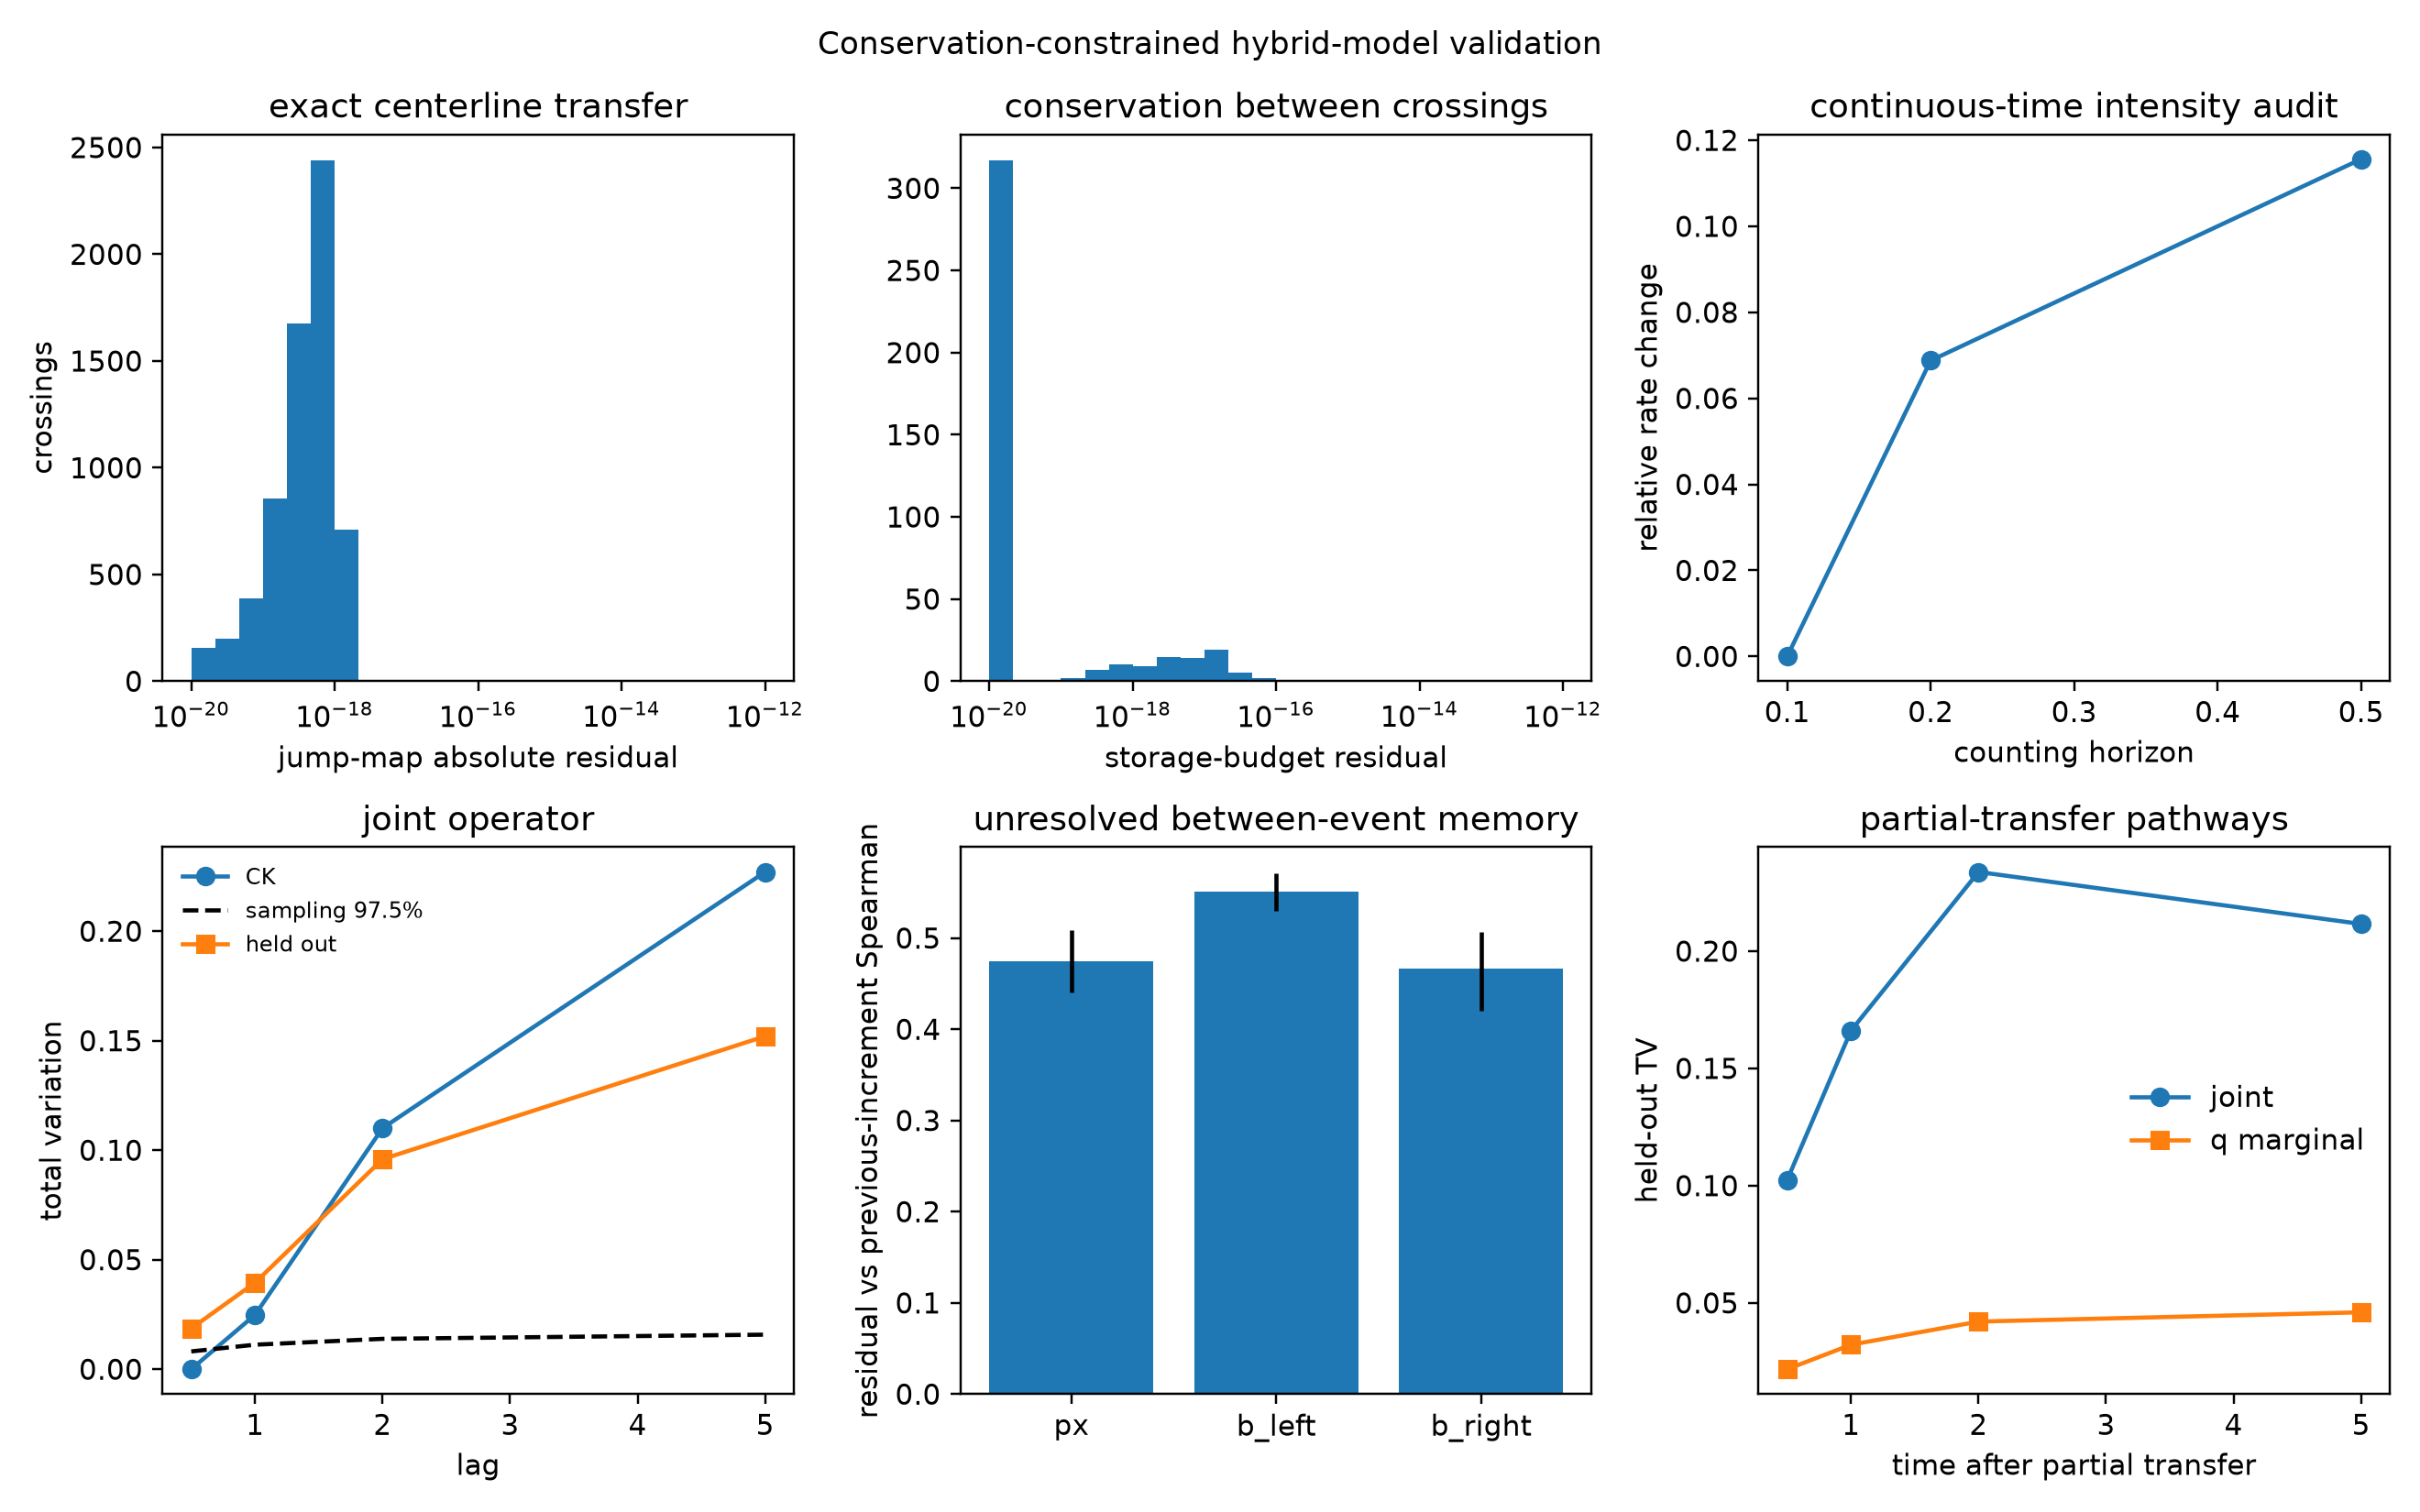 Conservation-constrained hybrid-model validation
exact centerline transfer
2500
2000
1500
1000
500
0
crossings
10⁻²⁰ 10⁻¹⁸ 10⁻¹⁶ 10⁻¹⁴ 10⁻¹²
jump-map absolute residual
conservation between crossings
300
250
200
150
100
50
0
10⁻²⁰ 10⁻¹⁸ 10⁻¹⁶ 10⁻¹⁴ 10⁻¹²
storage-budget residual
continuous-time intensity audit
0.12
0.10
0.08
0.06
0.04
0.02
0.00
relative rate change
0.1 0.2 0.3 0.4 0.5
counting horizon
joint operator
CK
sampling 97.5%
held out
0.20
0.15
0.10
0.05
0.00
total variation
1 2 3 4 5
lag
unresolved between-event memory
0.5
0.4
0.3
0.2
0.1
0.0
residual vs previous-increment Spearman
px b_left b_right
partial-transfer pathways
0.20
0.15
0.10
0.05
held-out TV
joint
q marginal
1 2 3 4 5
time after partial transfer